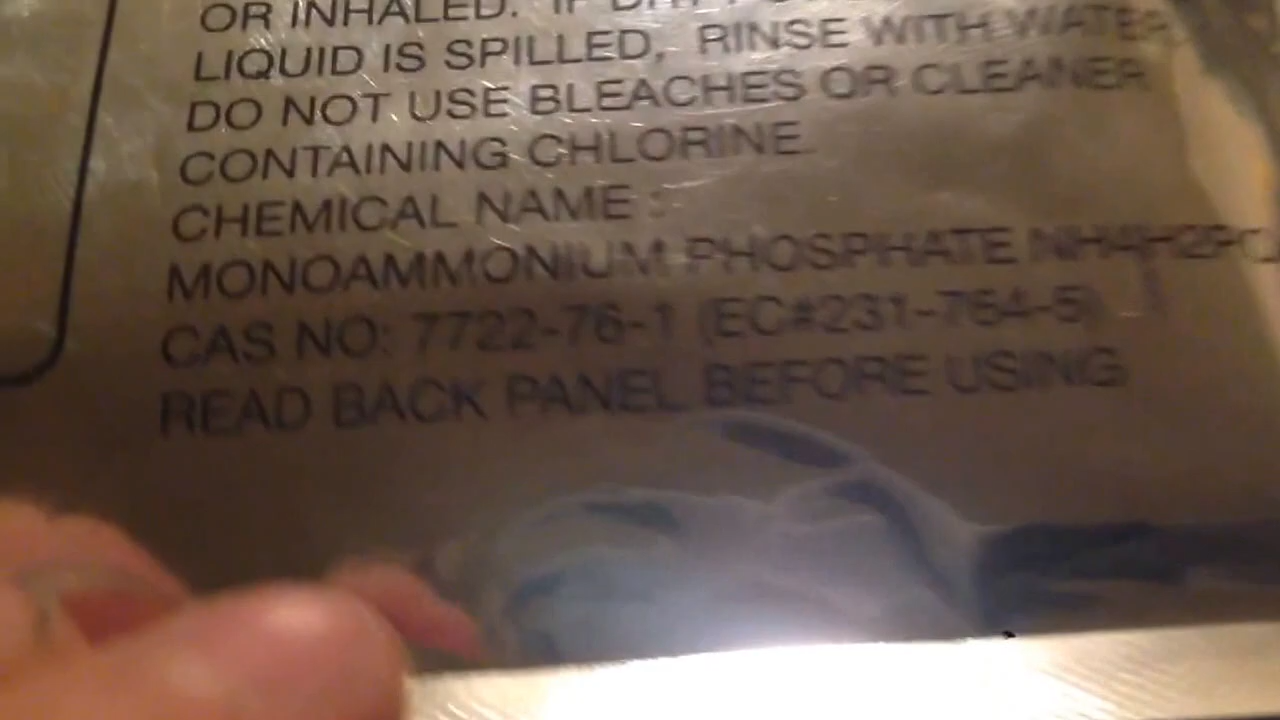 OR INHALED. IF DRY
LIQUID IS SPILLED, RINSE WITH WATER
DO NOT USE BLEACHES OR CLEANER
CONTAINING CHLORINE.
CHEMICAL NAME :
MONOAMMONIUM PHOSPHATE NH4H2PO
CAS NO: 7722-76-1 (EC#231-764-5)
READ BACK PANEL BEFORE USING